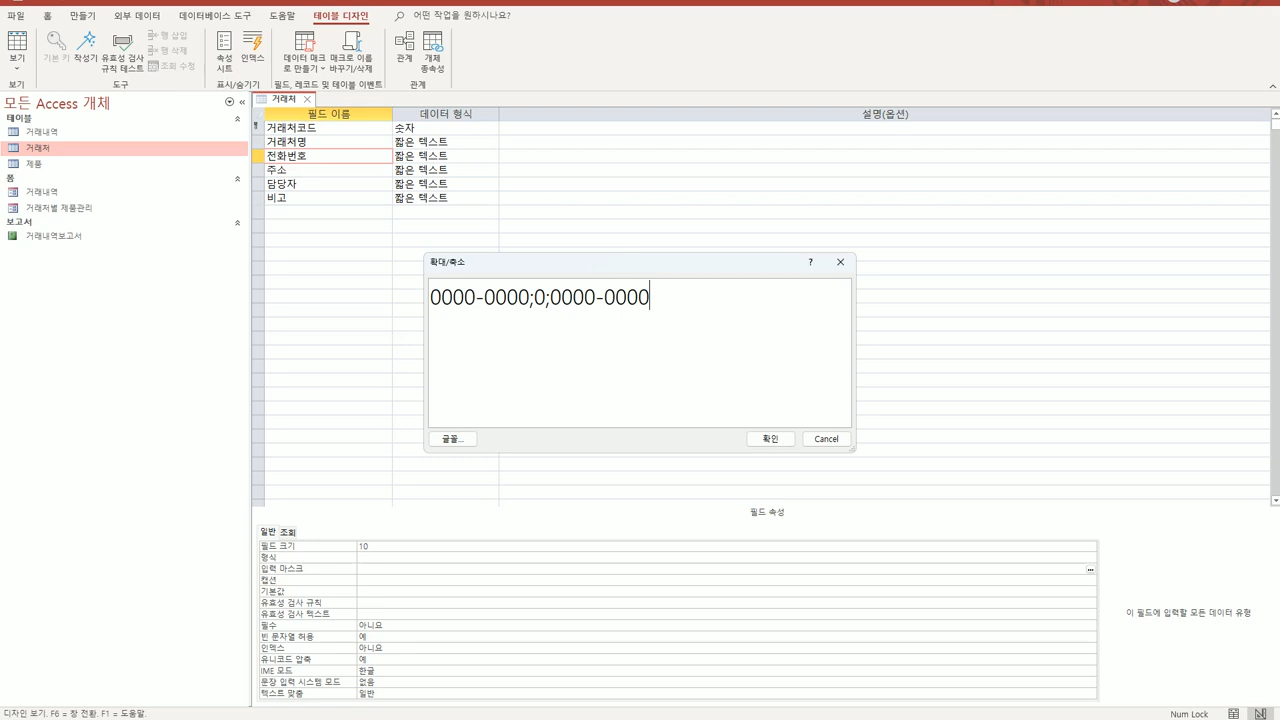 파일 홈 만들기 외부 데이터 데이터베이스 도구 도움말 테이블 디자인 어떤 작업을 원하시나요?
보기 기본 키 작성기 유효성 검사 규칙 테스트 행 삽입 행 삭제 조회 수정 속성 시트 인덱스 데이터 매크로 만들기 매크로 이름 바꾸기/삭제 관계 개체 종속성
보기 도구 표시/숨기기 필드, 레코드 및 테이블 이벤트 관계
모든 Access 개체
테이블
거래내역
거래처
제품
폼
거래내역
거래처별 제품관리
보고서
거래내역보고서
거래처
필드 이름 데이터 형식 설명(옵션)
거래처코드 숫자
거래처명 짧은 텍스트
전화번호 짧은 텍스트
주소 짧은 텍스트
담당자 짧은 텍스트
비고 짧은 텍스트
확대/축소 ?
0000-0000;0;0000-0000
글꼴... 확인 Cancel
필드 속성
일반 조회
필드 크기 10
형식
입력 마스크 ...
캡션
기본값
유효성 검사 규칙
유효성 검사 텍스트
필수 아니요
빈 문자열 허용 예
인덱스 아니요
유니코드 압축 예
IME 모드 한글
문장 입력 시스템 모드 없음
텍스트 맞춤 일반
이 필드에 입력할 모든 데이터 유형
디자인 보기. F6 = 창 전환. F1 = 도움말. Num Lock